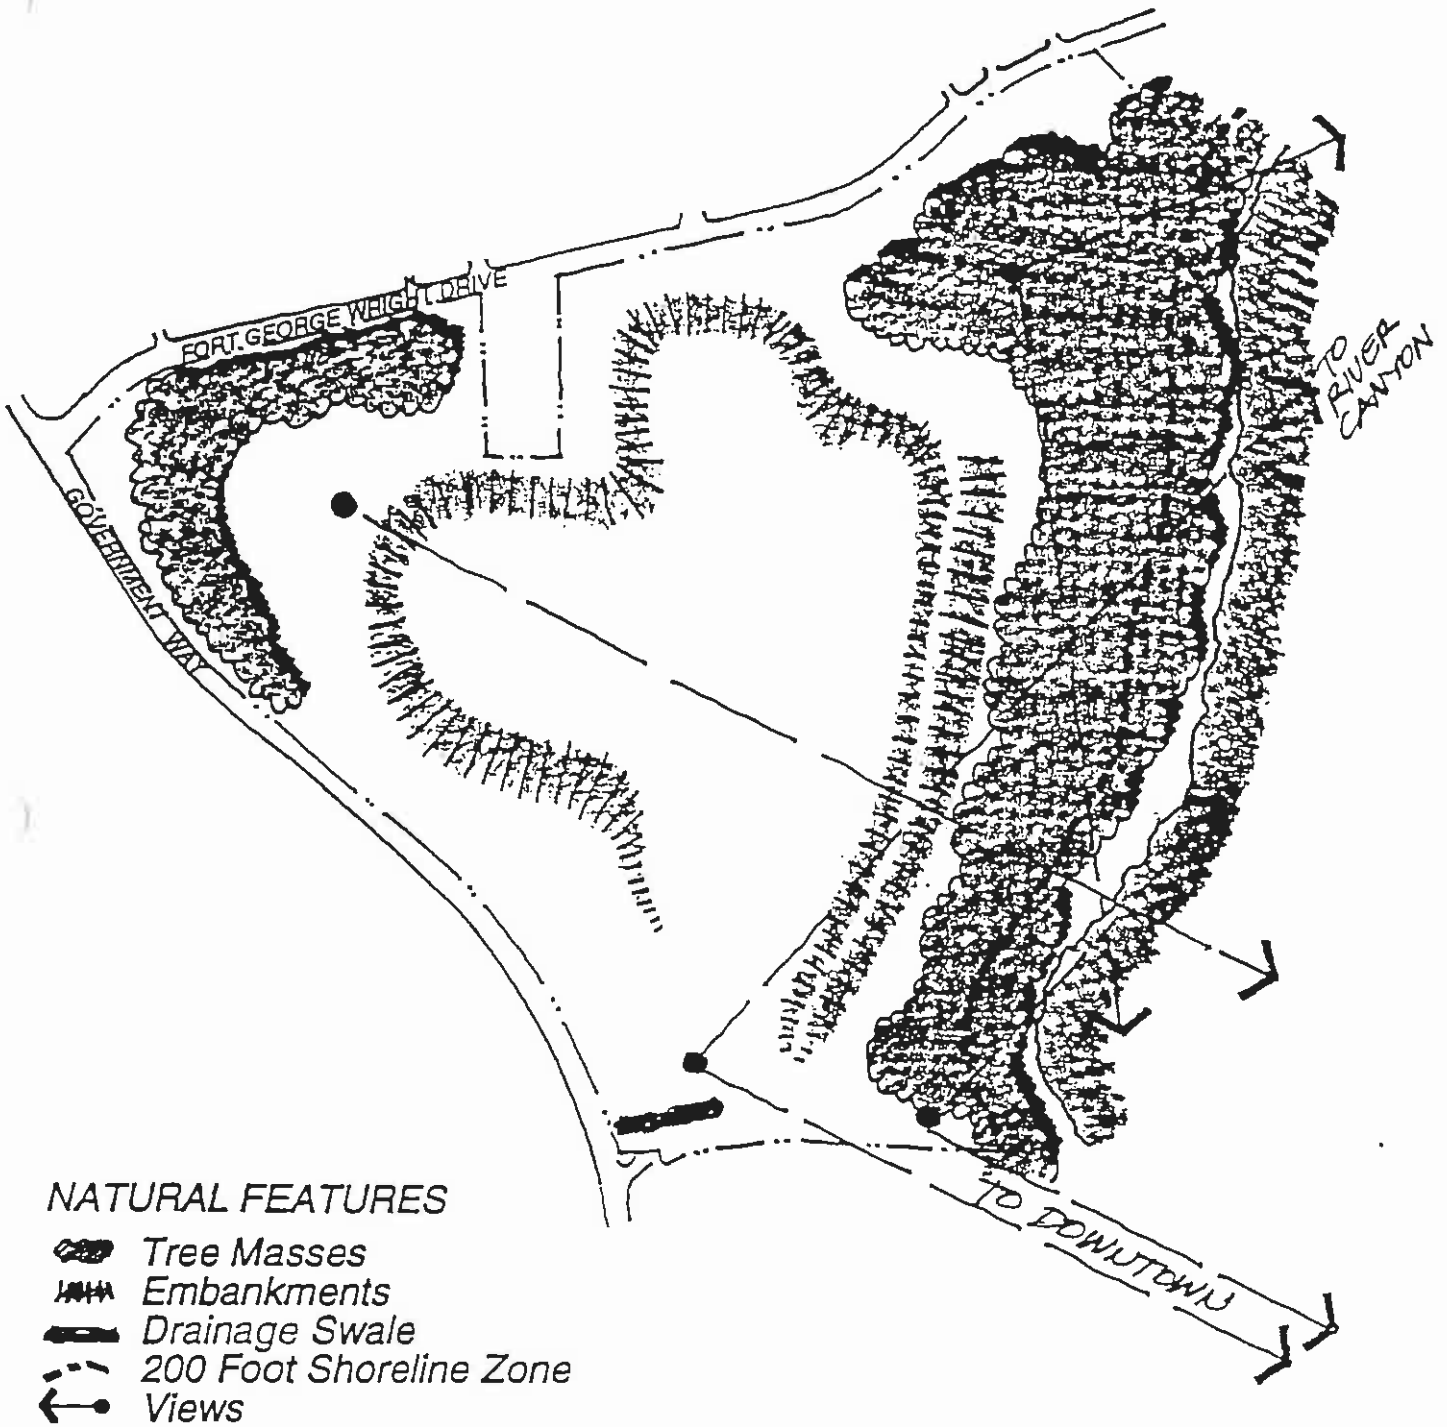 FORT. GEORGE WRIGHT DRIVE
TO
RIVER
CANYON
GOVERNMENT WAY
TO DOWNTOWN
NATURAL FEATURES
Tree Masses
Embankments
Drainage Swale
200 Foot Shoreline Zone
Views